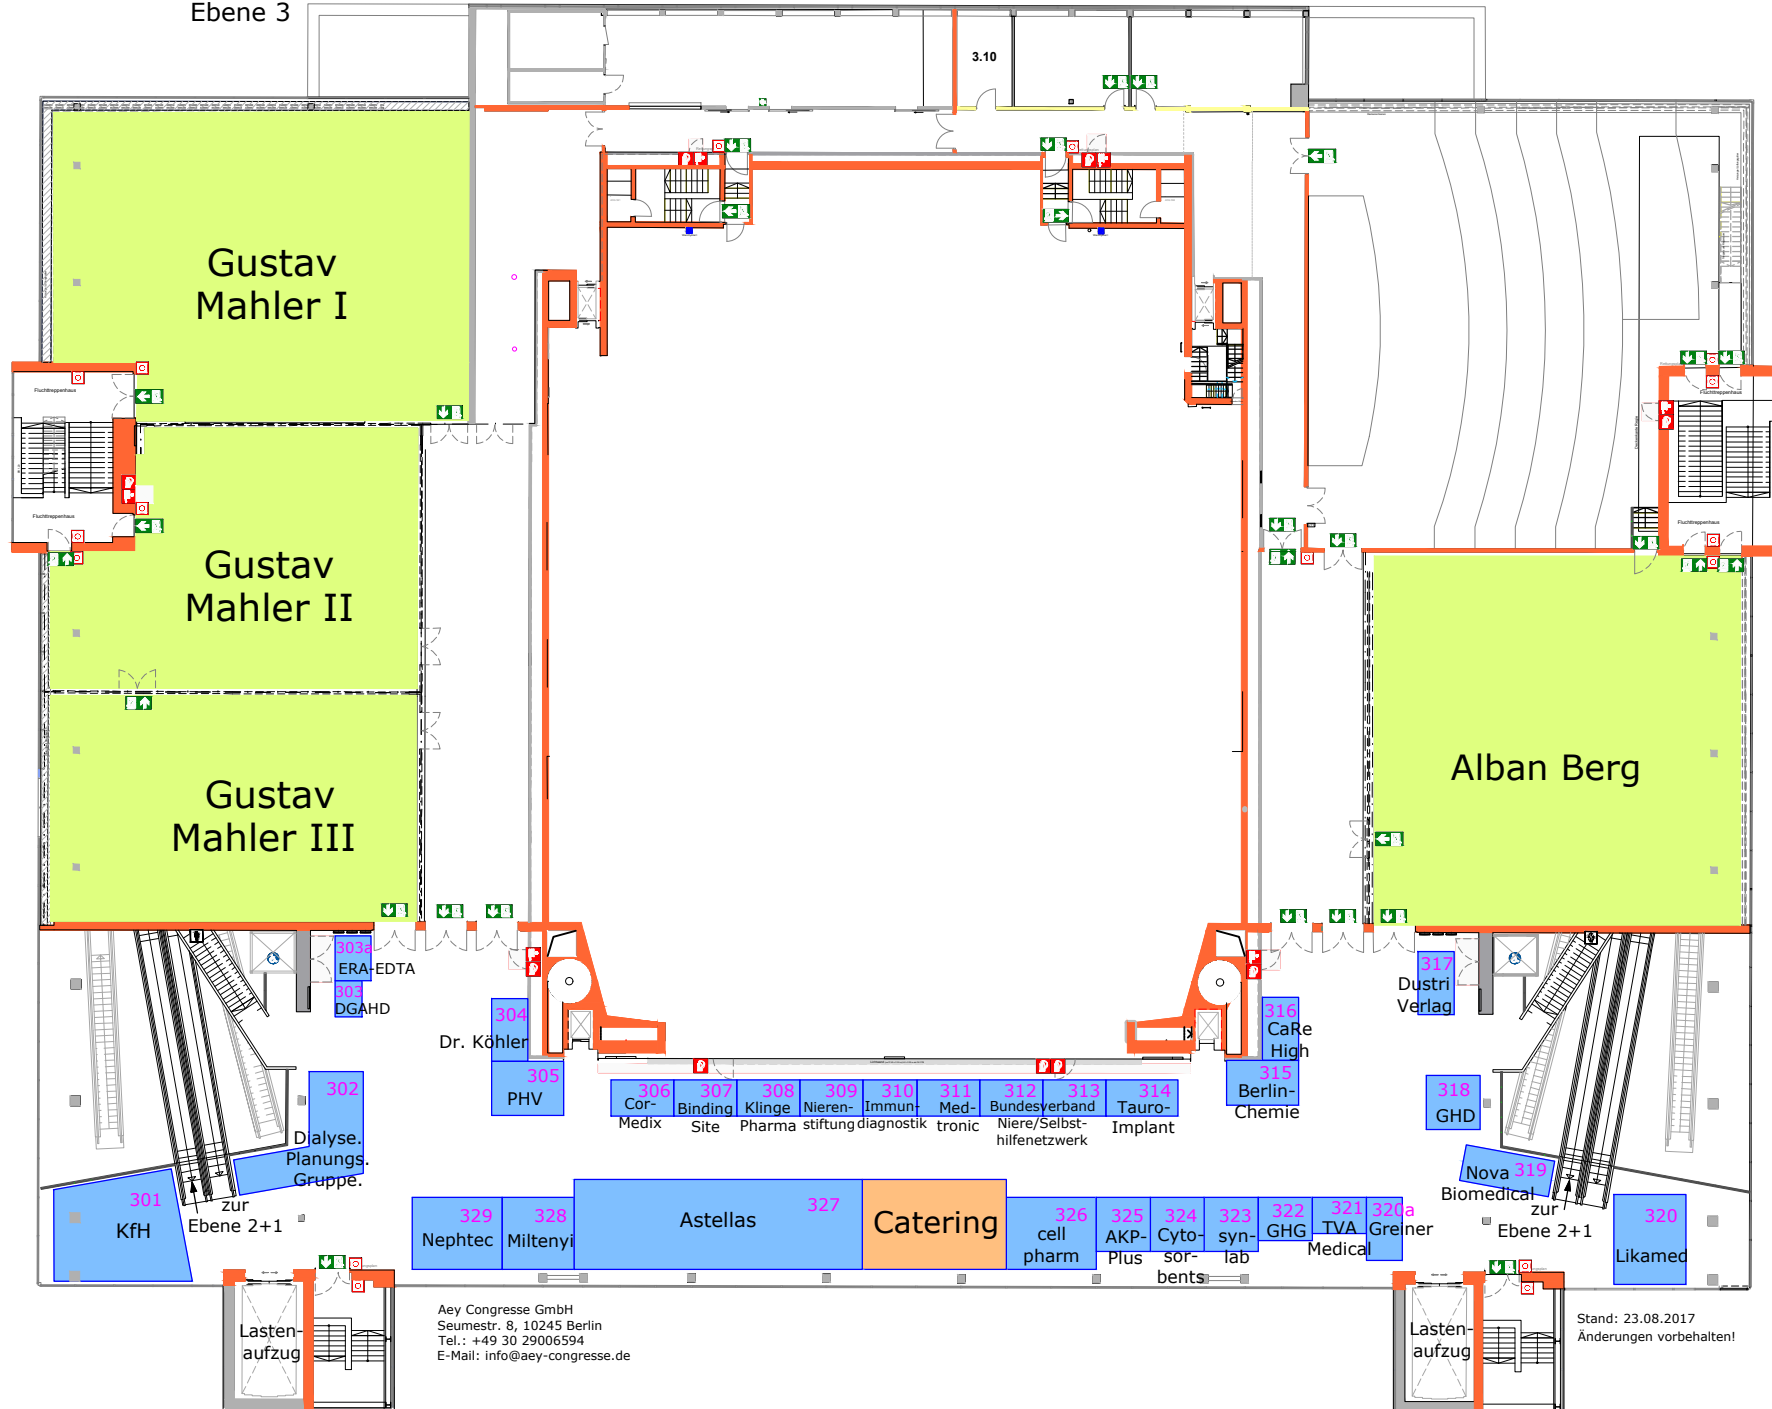 Ebene 3
3.10
Gustav
Mahler I
Fluchttreppenhaus
Fluchttreppenhaus
Fluchttreppenhaus
Fluchttreppenhaus
Gustav
Mahler II
Gustav
Mahler III
Alban Berg
303a
ERA-EDTA
303
DGAHD
304
Dr. Köhler
305
PHV
302
Dialyse.
Planungs.
Gruppe.
301
KfH
zur
Ebene 2+1
306
Cor-
Medix
307
Binding
Site
308
Klinge
Pharma
309
Nieren-
stiftung
310
Immun-
diagnostik
311
Med-
tronic
312
313
Bundesverband
Niere/Selbst-
hilfenetzwerk
314
Tauro-
Implant
316
CaRe
High
315
Berlin-
Chemie
317
Dustri
Verlag
318
GHD
Nova 319
Biomedical
zur
Ebene 2+1
329
Nephtec
328
Miltenyi
Astellas
327
Catering
326
cell
pharm
325
AKP-
Plus
324
Cyto-
sor-
bents
323
syn-
lab
322
GHG
321
TVA
Medical
320a
Greiner
320
Likamed
Lasten-
aufzug
Aey Congresse GmbH
Seumestr. 8, 10245 Berlin
Tel.: +49 30 29006594
E-Mail: info@aey-congresse.de
Lasten-
aufzug
Stand: 23.08.2017
Änderungen vorbehalten!